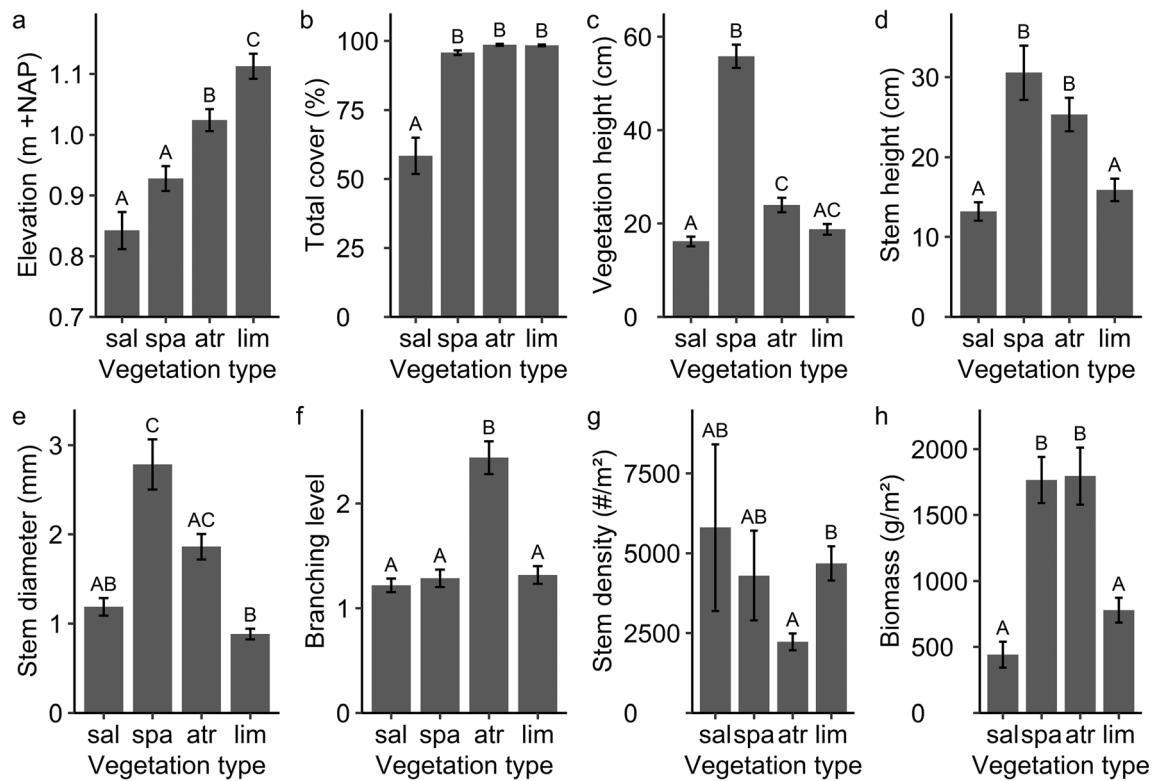 a
Elevation (m +NAP)
1.1
1.0
0.9
0.8
0.7
A
A
B
C
sal spa atr lim
Vegetation type
b
Total cover (%)
100
75
50
25
0
A
B
B
B
sal spa atr lim
Vegetation type
c
Vegetation height (cm)
60
40
20
0
A
B
C
AC
sal spa atr lim
Vegetation type
d
Stem height (cm)
30
20
10
0
A
B
B
A
sal spa atr lim
Vegetation type
e
Stem diameter (mm)
3
2
1
0
AB
C
AC
B
sal spa atr lim
Vegetation type
f
Branching level
2
1
0
A
A
B
A
sal spa atr lim
Vegetation type
g
Stem density (#/m²)
7500
5000
2500
0
AB
AB
A
B
sal spa atr lim
Vegetation type
h
Biomass (g/m²)
2000
1500
1000
500
0
A
B
B
A
sal spa atr lim
Vegetation type